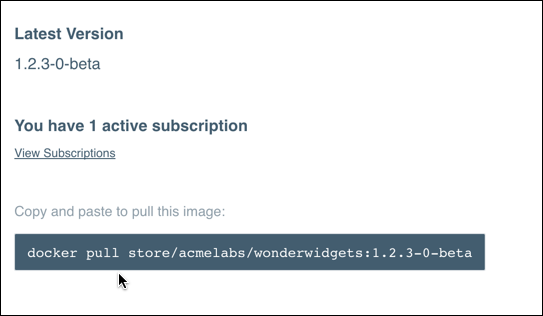 Latest Version
1.2.3-0-beta
You have 1 active subscription
View Subscriptions
Copy and paste to pull this image:
docker pull store/acmelabs/wonderwidgets:1.2.3-0-beta